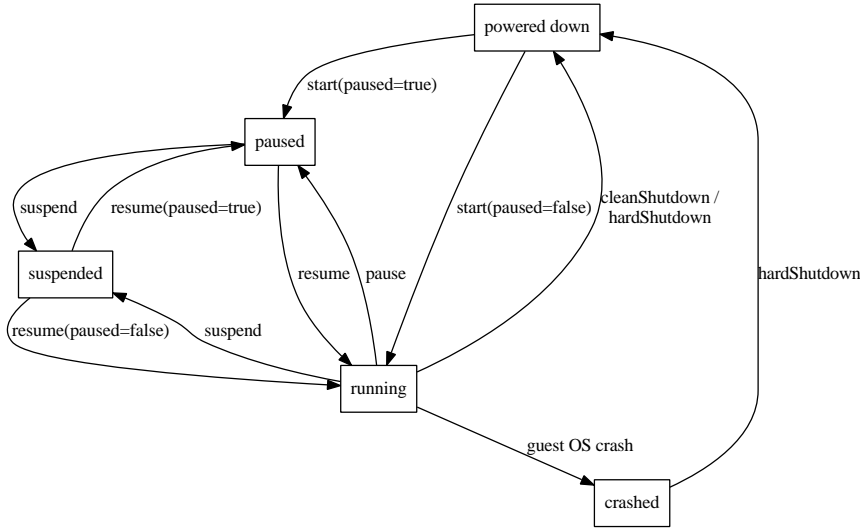 powered down
start(paused=true)
paused
suspend
resume(paused=true)
start(paused=false)
cleanShutdown /
hardShutdown
suspended
resume
pause
hardShutdown
resume(paused=false)
suspend
running
guest OS crash
crashed